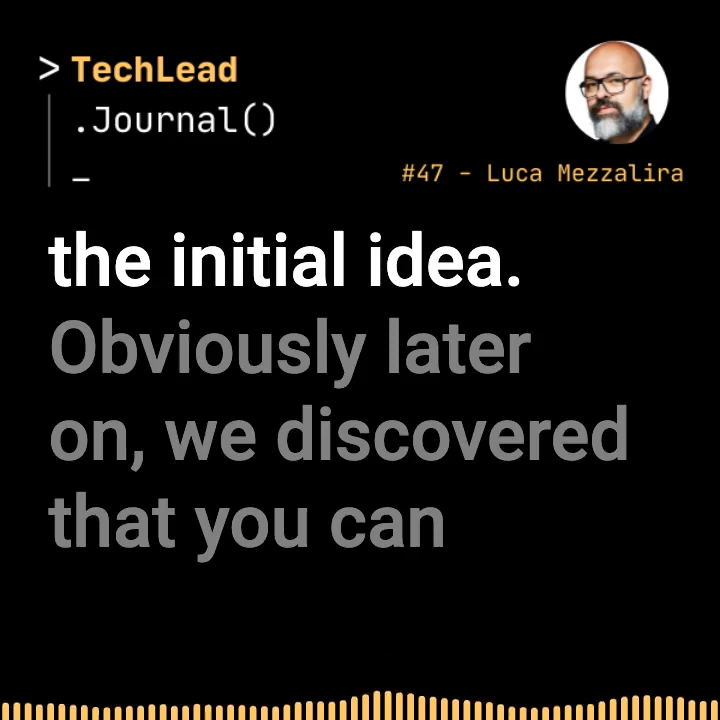 > TechLead
.Journal()
_
#47 – Luca Mezzalira
the initial idea.
Obviously later
on, we discovered
that you can